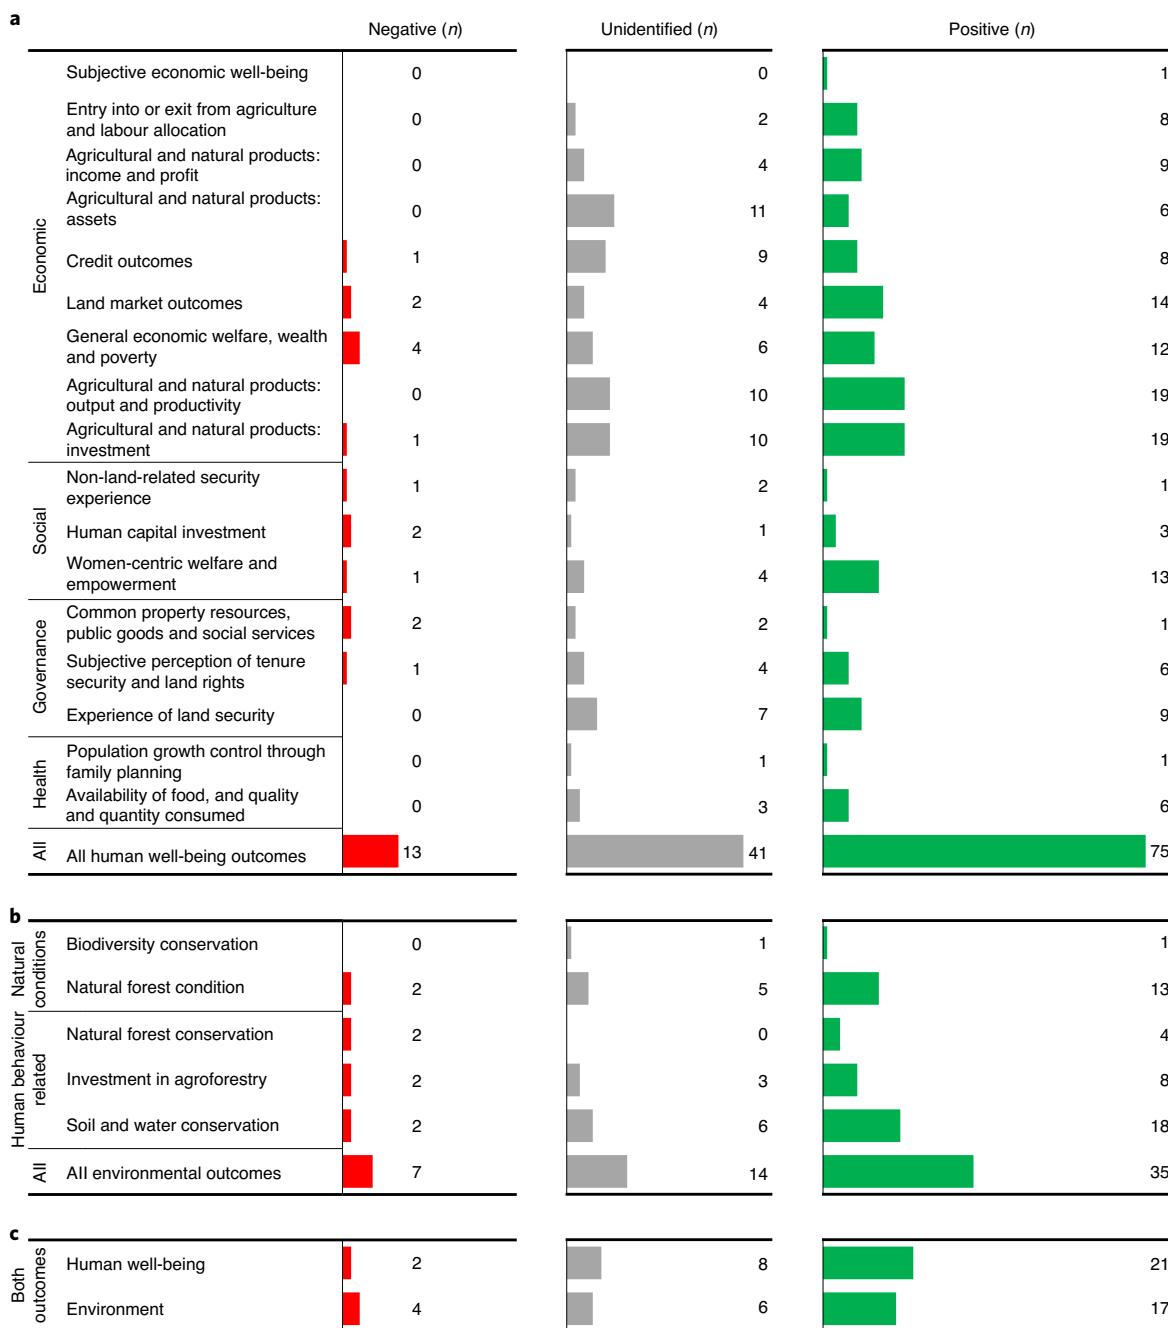 a
Negative (n) Unidentified (n) Positive (n)
Economic
Subjective economic well-being 0 0 1
Entry into or exit from agriculture
and labour allocation 0 2 8
Agricultural and natural products:
income and profit 0 4 9
Agricultural and natural products:
assets 0 11 6
Credit outcomes 1 9 8
Land market outcomes 2 4 14
General economic welfare, wealth
and poverty 4 6 12
Agricultural and natural products:
output and productivity 0 10 19
Agricultural and natural products:
investment 1 10 19
Social
Non-land-related security
experience 1 2 1
Human capital investment 2 1 3
Women-centric welfare and
empowerment 1 4 13
Governance
Common property resources,
public goods and social services 2 2 1
Subjective perception of tenure
security and land rights 1 4 6
Experience of land security 0 7 9
Health
Population growth control through
family planning 0 1 1
Availability of food, and quality
and quantity consumed 0 3 6
All
All human well-being outcomes 13 41 75
b
Natural
conditions
Biodiversity conservation 0 1 1
Natural forest condition 2 5 13
Human behaviour
related
Natural forest conservation 2 0 4
Investment in agroforestry 2 3 8
Soil and water conservation 2 6 18
All
All environmental outcomes 7 14 35
c
Both
outcomes
Human well-being 2 8 21
Environment 4 6 17